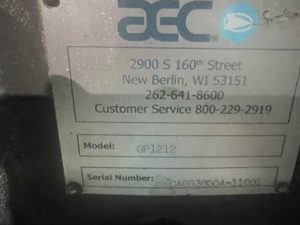 aec
2900 S 160th Street
New Berlin, WI 53151
262-641-8600
Customer Service 800-229-2919
Model: GP1212
Serial Number: